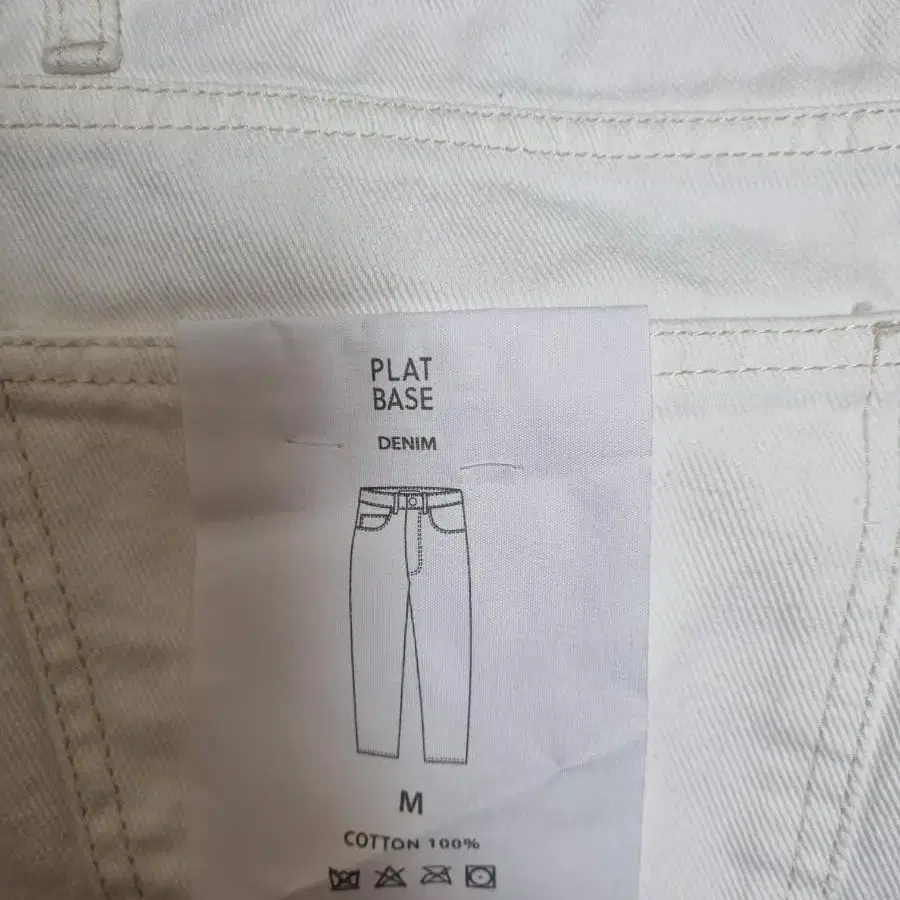 PLAT
BASE
DENIM
M
COTTON 100%